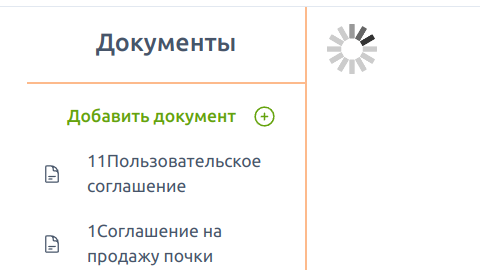 Документы
Добавить документ
11Пользовательское
соглашение
1Соглашение на
продажу почки